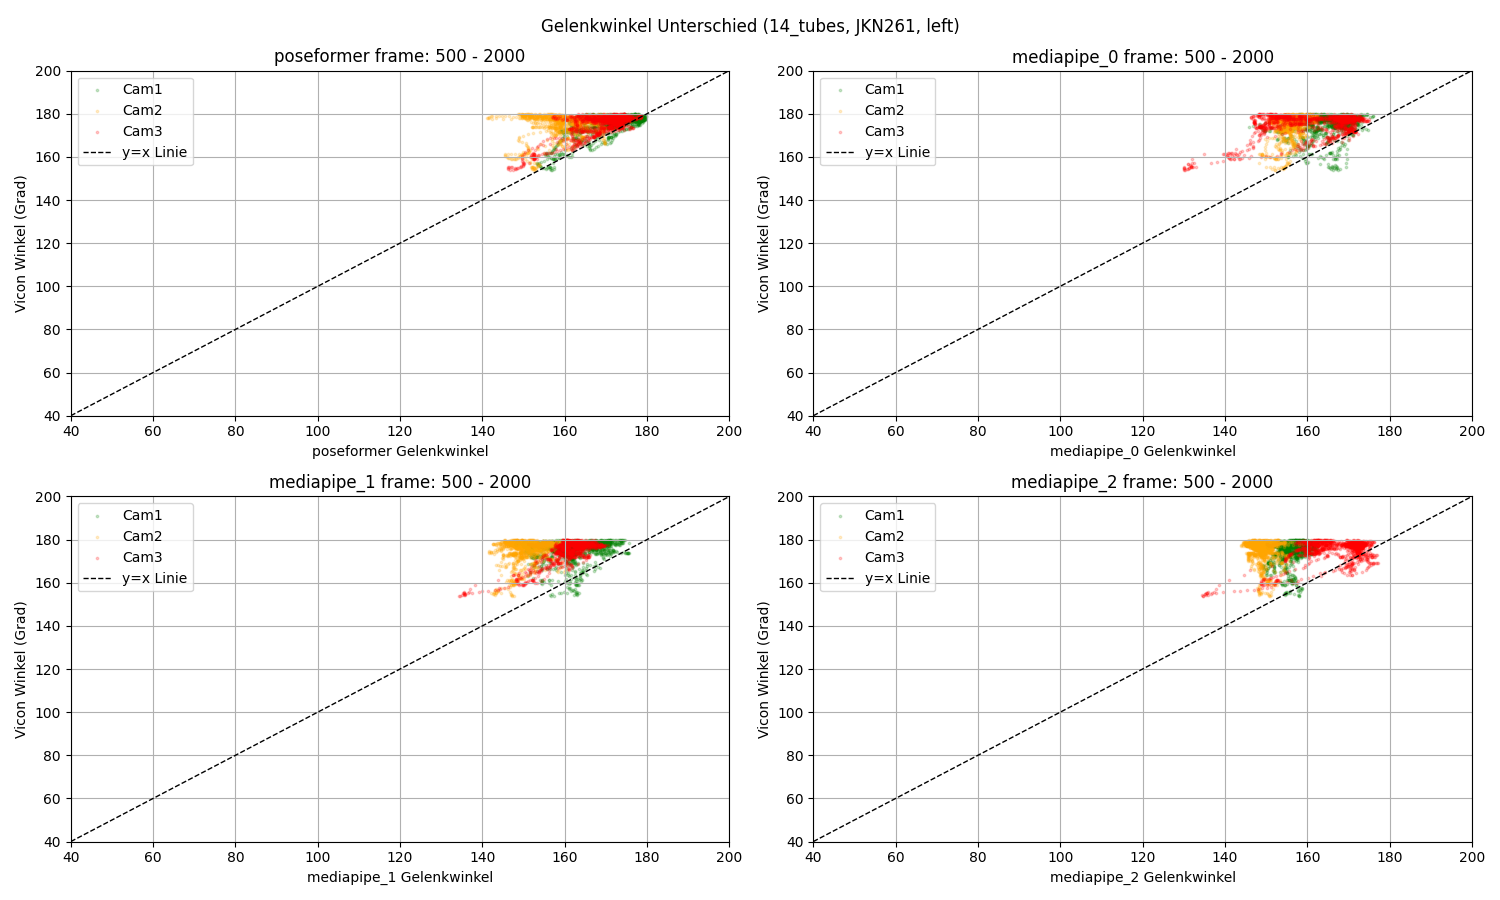 Gelenkwinkel Unterschied (14_tubes, JKN261, left)
poseformer frame: 500 - 2000
200
180
160
140
120
100
80
60
40
Vicon Winkel (Grad)
Cam1
Cam2
Cam3
y=x Linie
40 60 80 100 120 140 160 180 200
poseformer Gelenkwinkel
mediapipe_0 frame: 500 - 2000
200
180
160
140
120
100
80
60
40
Vicon Winkel (Grad)
Cam1
Cam2
Cam3
y=x Linie
40 60 80 100 120 140 160 180 200
mediapipe_0 Gelenkwinkel
mediapipe_1 frame: 500 - 2000
200
180
160
140
120
100
80
60
40
Vicon Winkel (Grad)
Cam1
Cam2
Cam3
y=x Linie
40 60 80 100 120 140 160 180 200
mediapipe_1 Gelenkwinkel
mediapipe_2 frame: 500 - 2000
200
180
160
140
120
100
80
60
40
Vicon Winkel (Grad)
Cam1
Cam2
Cam3
y=x Linie
40 60 80 100 120 140 160 180 200
mediapipe_2 Gelenkwinkel